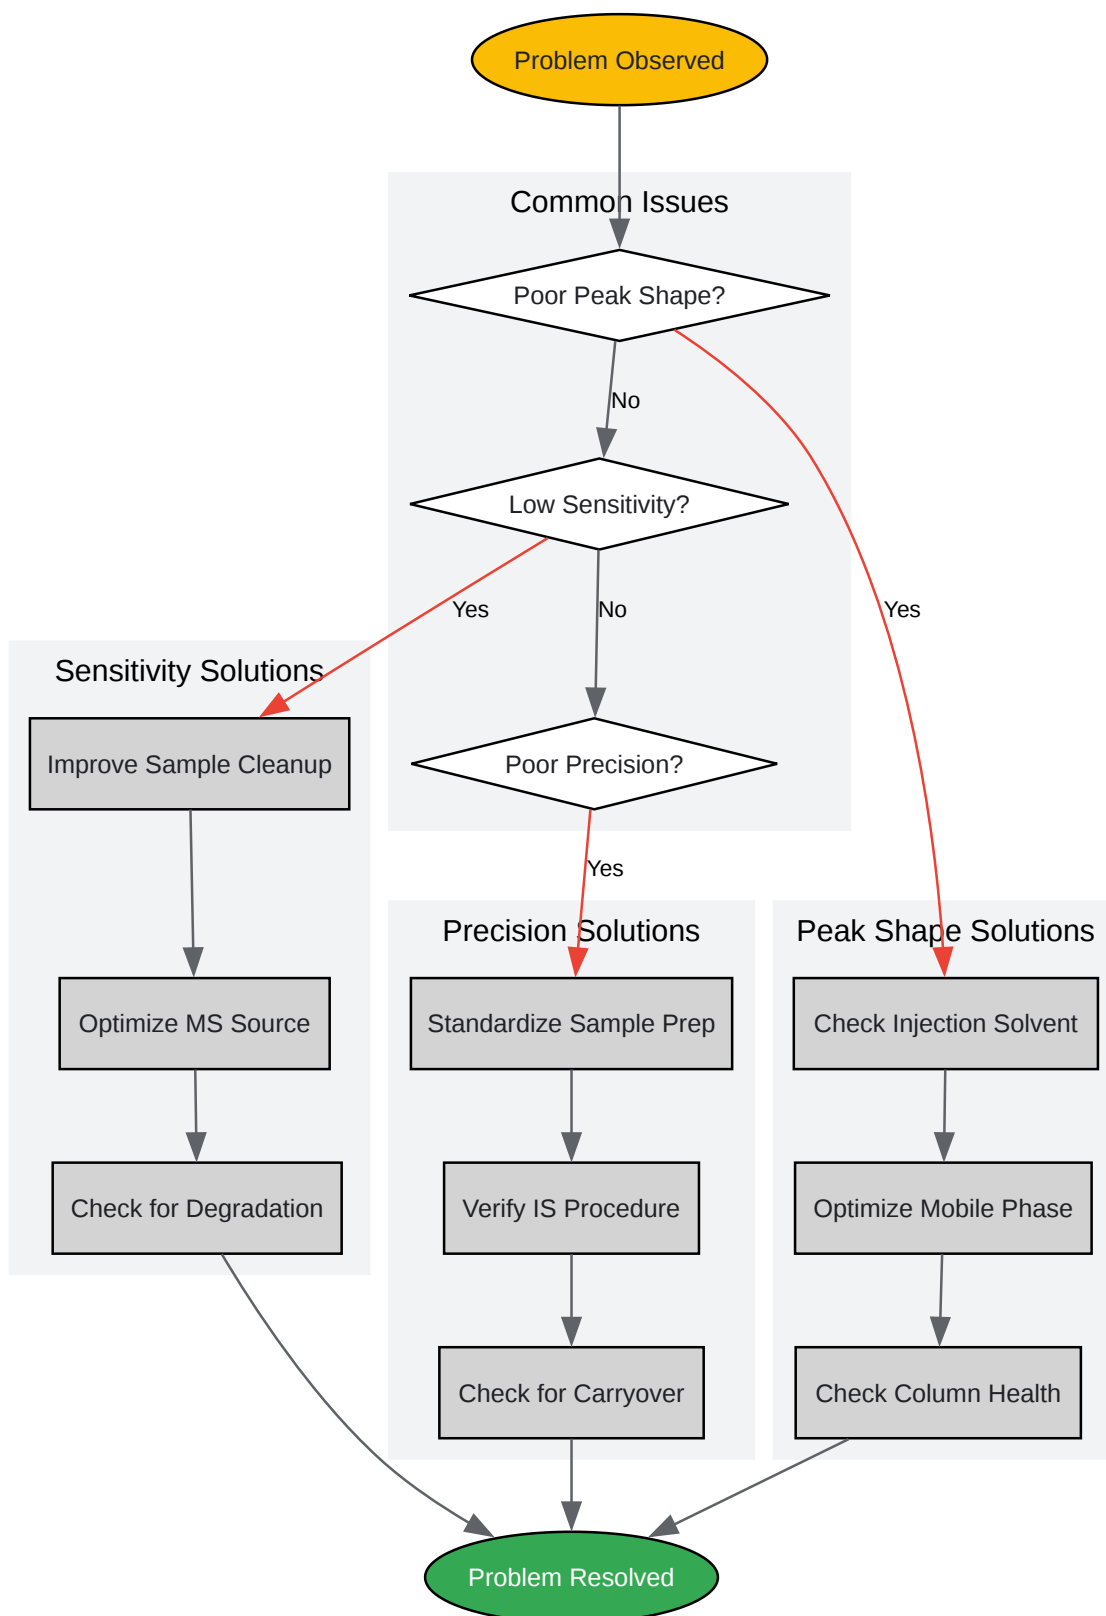 Problem Observed
Common Issues
Poor Peak Shape?
No
Low Sensitivity?
Yes
No
Yes
Sensitivity Solutions
Improve Sample Cleanup
Poor Precision?
Yes
Precision Solutions
Peak Shape Solutions
Optimize MS Source
Standardize Sample Prep
Check Injection Solvent
Check for Degradation
Verify IS Procedure
Optimize Mobile Phase
Check for Carryover
Check Column Health
Problem Resolved